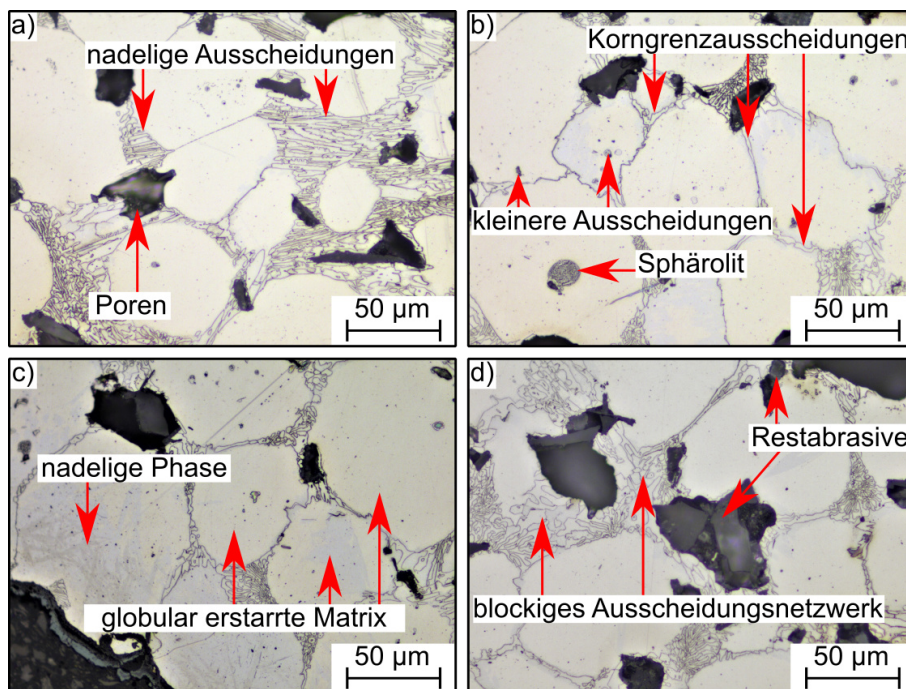 a)
nadelige Ausscheidungen
Poren
50 µm
b)
Korngrenzausscheidungen
kleinere Ausscheidungen
Sphärolit
50 µm
c)
nadelige Phase
globular erstarrte Matrix
50 µm
d)
Restabrasive
blockiges Ausscheidungsnetzwerk
50 µm